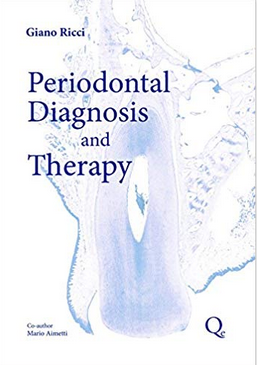 Giano Ricci
Periodontal
Diagnosis
and
Therapy
Co-author
Mario Aimetti
Qe